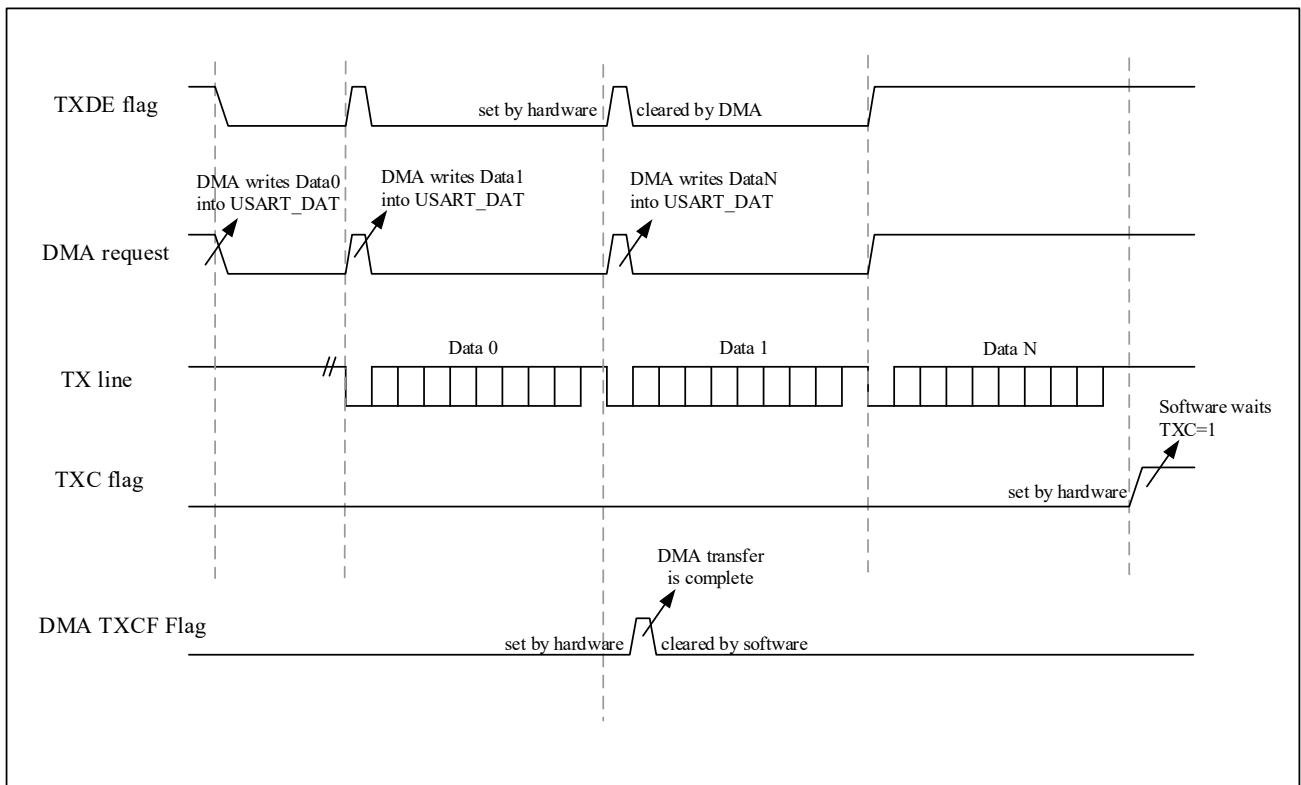 TXDE flag
set by hardware
cleared by DMA
DMA writes Data0
into USART_DAT
DMA writes Data1
into USART_DAT
DMA writes DataN
into USART_DAT
DMA request
Data 0
Data 1
Data N
TX line
Software waits
TXC=1
TXC flag
set by hardware
DMA transfer
is complete
DMA TXCF Flag
set by hardware
cleared by software